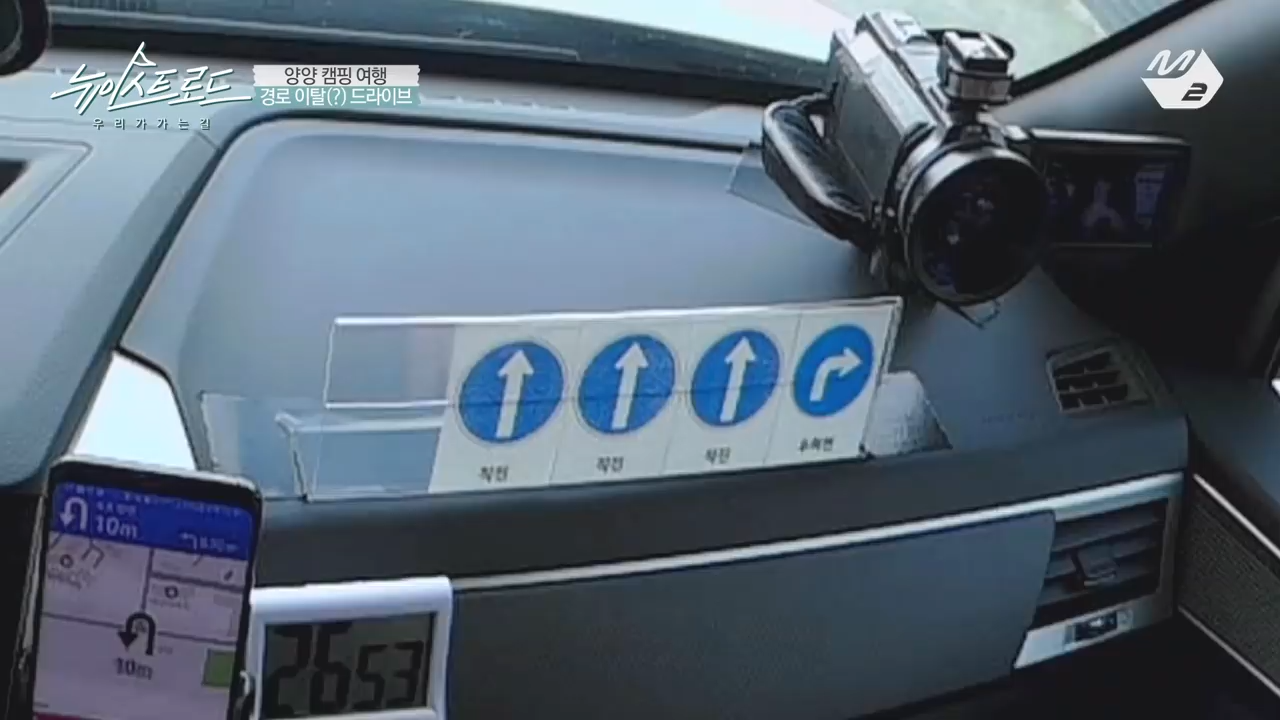 뉴이스트로드
우리가 가는 길
양양 캠핑 여행
경로 이탈(?) 드라이브
M2
직진
직진
직진
우회전
10m
10m
26 53